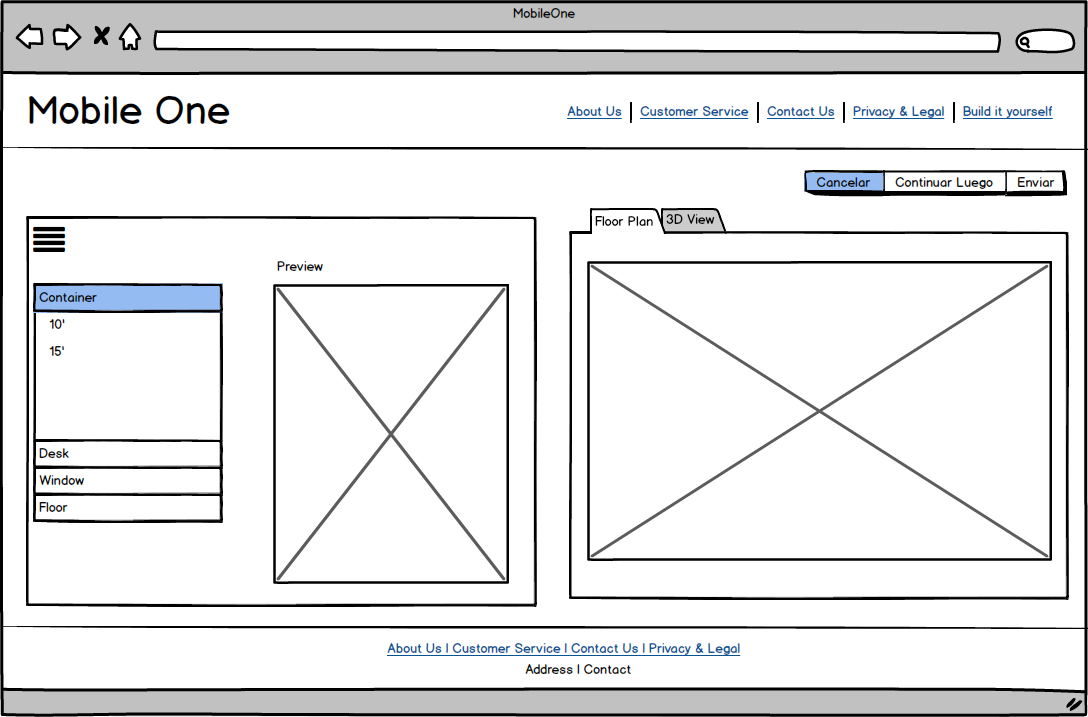 MobileOne
Mobile One
About Us | Customer Service | Contact Us | Privacy & Legal | Build it yourself
Cancelar Continuar Luego Enviar
Floor Plan 3D View
Preview
Container
10'
15'
Desk
Window
Floor
About Us | Customer Service | Contact Us | Privacy & Legal
Address | Contact